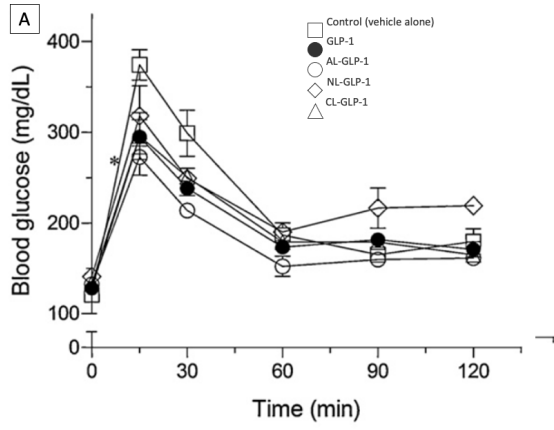 A
Control (vehicle alone)
GLP-1
AL-GLP-1
NL-GLP-1
CL-GLP-1
400
300
200
100
0
*
Blood glucose (mg/dL)
0 30 60 90 120
Time (min)